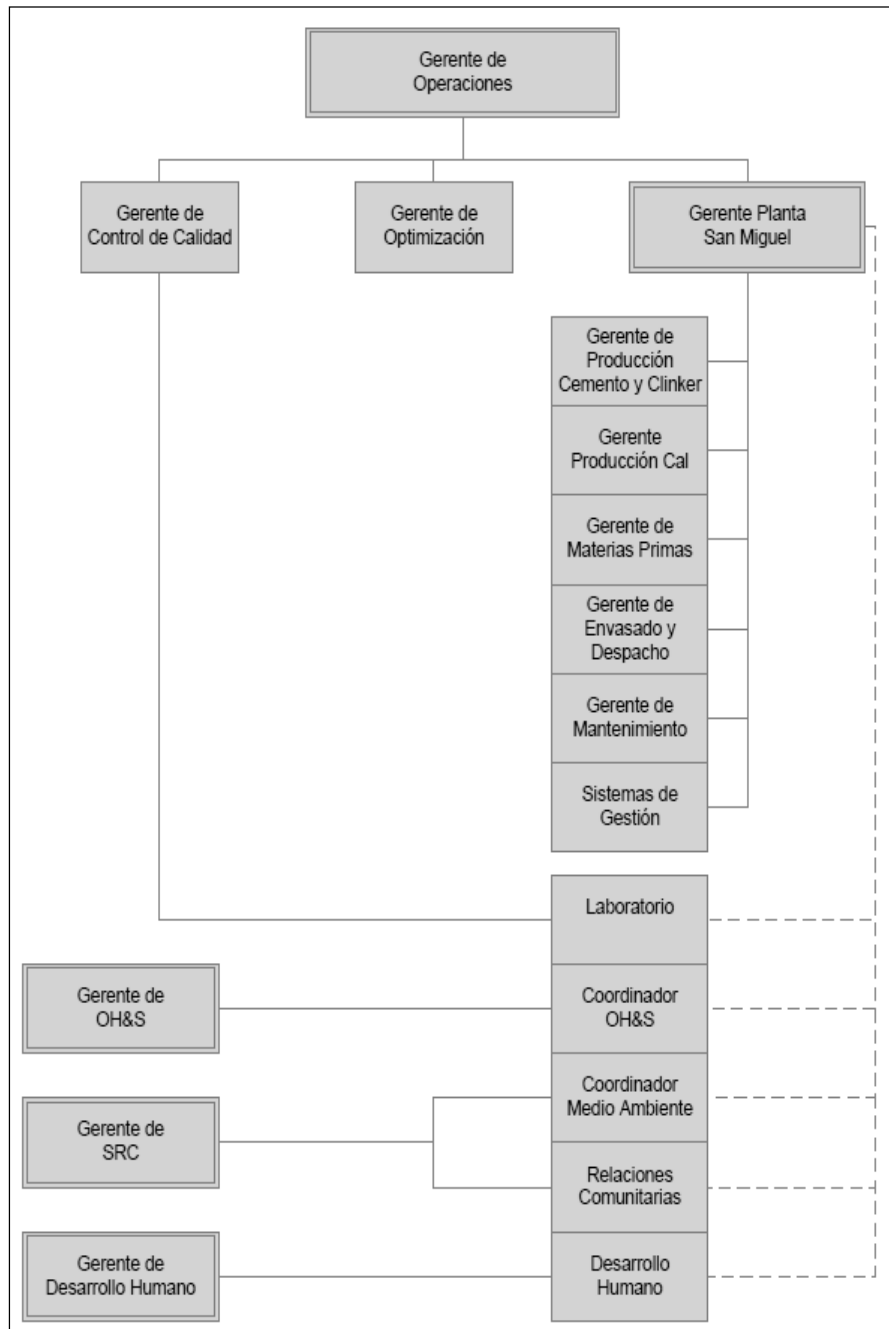 Gerente de
Operaciones
Gerente de
Control de Calidad
Gerente de
Optimización
Gerente Planta
San Miguel
Gerente de
Producción
Cemento y Clinker
Gerente
Producción Cal
Gerente de
Materias Primas
Gerente de
Envasado y
Despacho
Gerente de
Mantenimiento
Sistemas de
Gestión
Laboratorio
Gerente de
OH&S
Coordinador
OH&S
Gerente de
SRC
Coordinador
Medio Ambiente
Relaciones
Comunitarias
Gerente de
Desarrollo Humano
Desarrollo
Humano